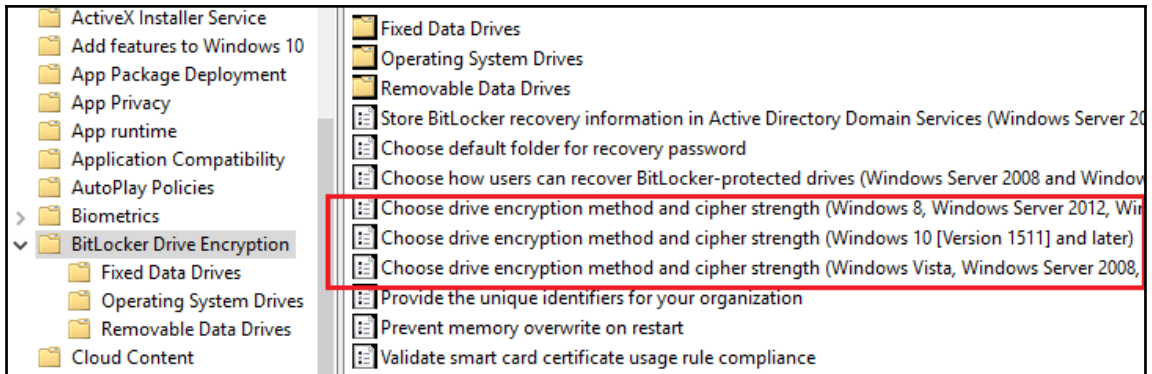 ActiveX Installer Service
Add features to Windows 10
App Package Deployment
App Privacy
App runtime
Application Compatibility
AutoPlay Policies
Biometrics
BitLocker Drive Encryption
Fixed Data Drives
Operating System Drives
Removable Data Drives
Cloud Content
Fixed Data Drives
Operating System Drives
Removable Data Drives
Store BitLocker recovery information in Active Directory Domain Services (Windows Server 20
Choose default folder for recovery password
Choose how users can recover BitLocker-protected drives (Windows Server 2008 and Window
Choose drive encryption method and cipher strength (Windows 8, Windows Server 2012, Win
Choose drive encryption method and cipher strength (Windows 10 [Version 1511] and later)
Choose drive encryption method and cipher strength (Windows Vista, Windows Server 2008,
Provide the unique identifiers for your organization
Prevent memory overwrite on restart
Validate smart card certificate usage rule compliance